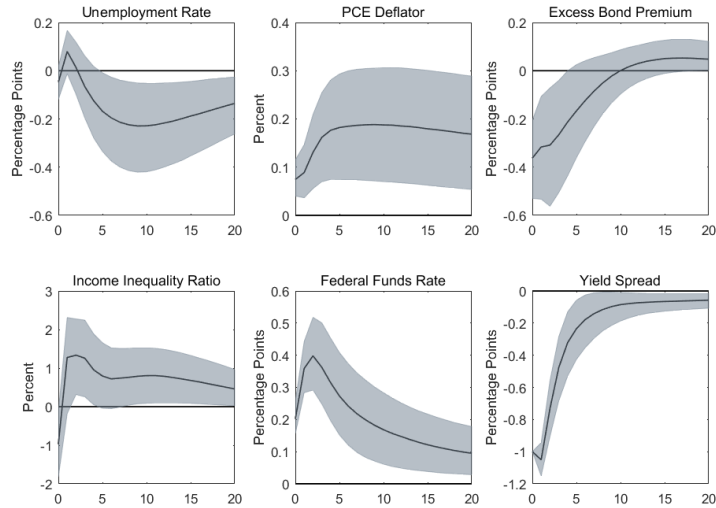 Unemployment Rate
Percentage Points
0.2
0
-0.2
-0.4
-0.6
0 5 10 15 20
PCE Deflator
Percent
0.4
0.3
0.2
0.1
0
0 5 10 15 20
Excess Bond Premium
Percentage Points
0.2
0
-0.2
-0.4
-0.6
0 5 10 15 20
Income Inequality Ratio
Percent
3
2
1
0
-1
-2
0 5 10 15 20
Federal Funds Rate
Percentage Points
0.6
0.5
0.4
0.3
0.2
0.1
0
0 5 10 15 20
Yield Spread
Percentage Points
0
-0.2
-0.4
-0.6
-0.8
-1
-1.2
0 5 10 15 20